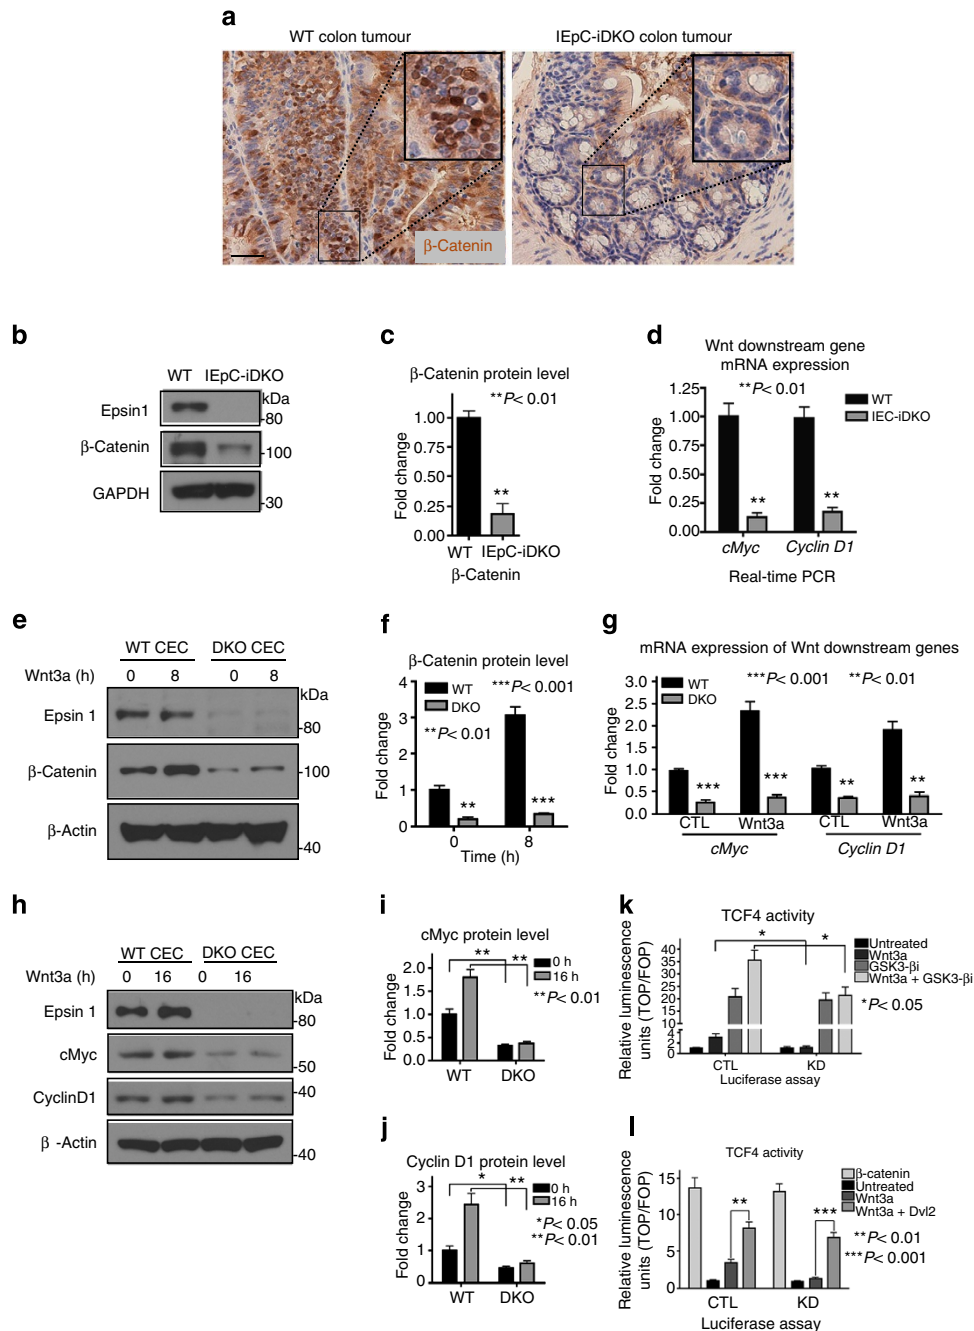 a
WT colon tumour
IEpC-iDKO colon tumour
β-Catenin
b
WT IEpC-iDKO
kDa
Epsin1
-80
β-Catenin
-100
GAPDH
-30
c
β-Catenin protein level
**P< 0.01
Fold change
1.00
0.75
0.50
0.25
0.00
**
WT IEpC-iDKO
β-Catenin
d
Wnt downstream gene
mRNA expression
**P< 0.01
WT
IEC-iDKO
Fold change
1.25
1.00
0.75
0.50
0.25
0.00
**
**
cMyc Cyclin D1
Real-time PCR
e
WT CEC DKO CEC
Wnt3a (h) 0 8 0 8
kDa
Epsin 1
-80
β-Catenin
-100
β-Actin
-40
f
β-Catenin protein level
WT
DKO
***P< 0.001
**P< 0.01
Fold change
4
3
2
1
0
**
***
0 8
Time (h)
g
mRNA expression of Wnt downstream genes
WT
DKO
***P< 0.001 **P< 0.01
Fold change
3.0
2.5
2.0
1.5
1.0
0.5
0
*** *** ** **
CTL Wnt3a CTL Wnt3a
cMyc Cyclin D1
h
WT CEC DKO CEC
Wnt3a (h) 0 16 0 16
kDa
Epsin 1
-80
cMyc
-50
CyclinD1
-40
β -Actin
-40
i
cMyc protein level
** **
0 h
16 h
**P< 0.01
Fold change
2.0
1.5
1.0
0.5
0
WT DKO
j
Cyclin D1 protein level
* **
0 h
16 h
*P< 0.05
**P< 0.01
Fold change
3
2
1
0
WT DKO
k
TCF4 activity
* *
Untreated
Wnt3a
GSK3-βi
Wnt3a + GSK3-βi
*P< 0.05
Relative luminescence
units (TOP/FOP)
40
35
30
25
20
15
10
4
2
0
CTL KD
Luciferase assay
l
TCF4 activity
β-catenin
Untreated
Wnt3a
Wnt3a + Dvl2
**P< 0.01
***P< 0.001
Relative luminescence
units (TOP/FOP)
15
10
5
0
** ***
CTL KD
Luciferase assay